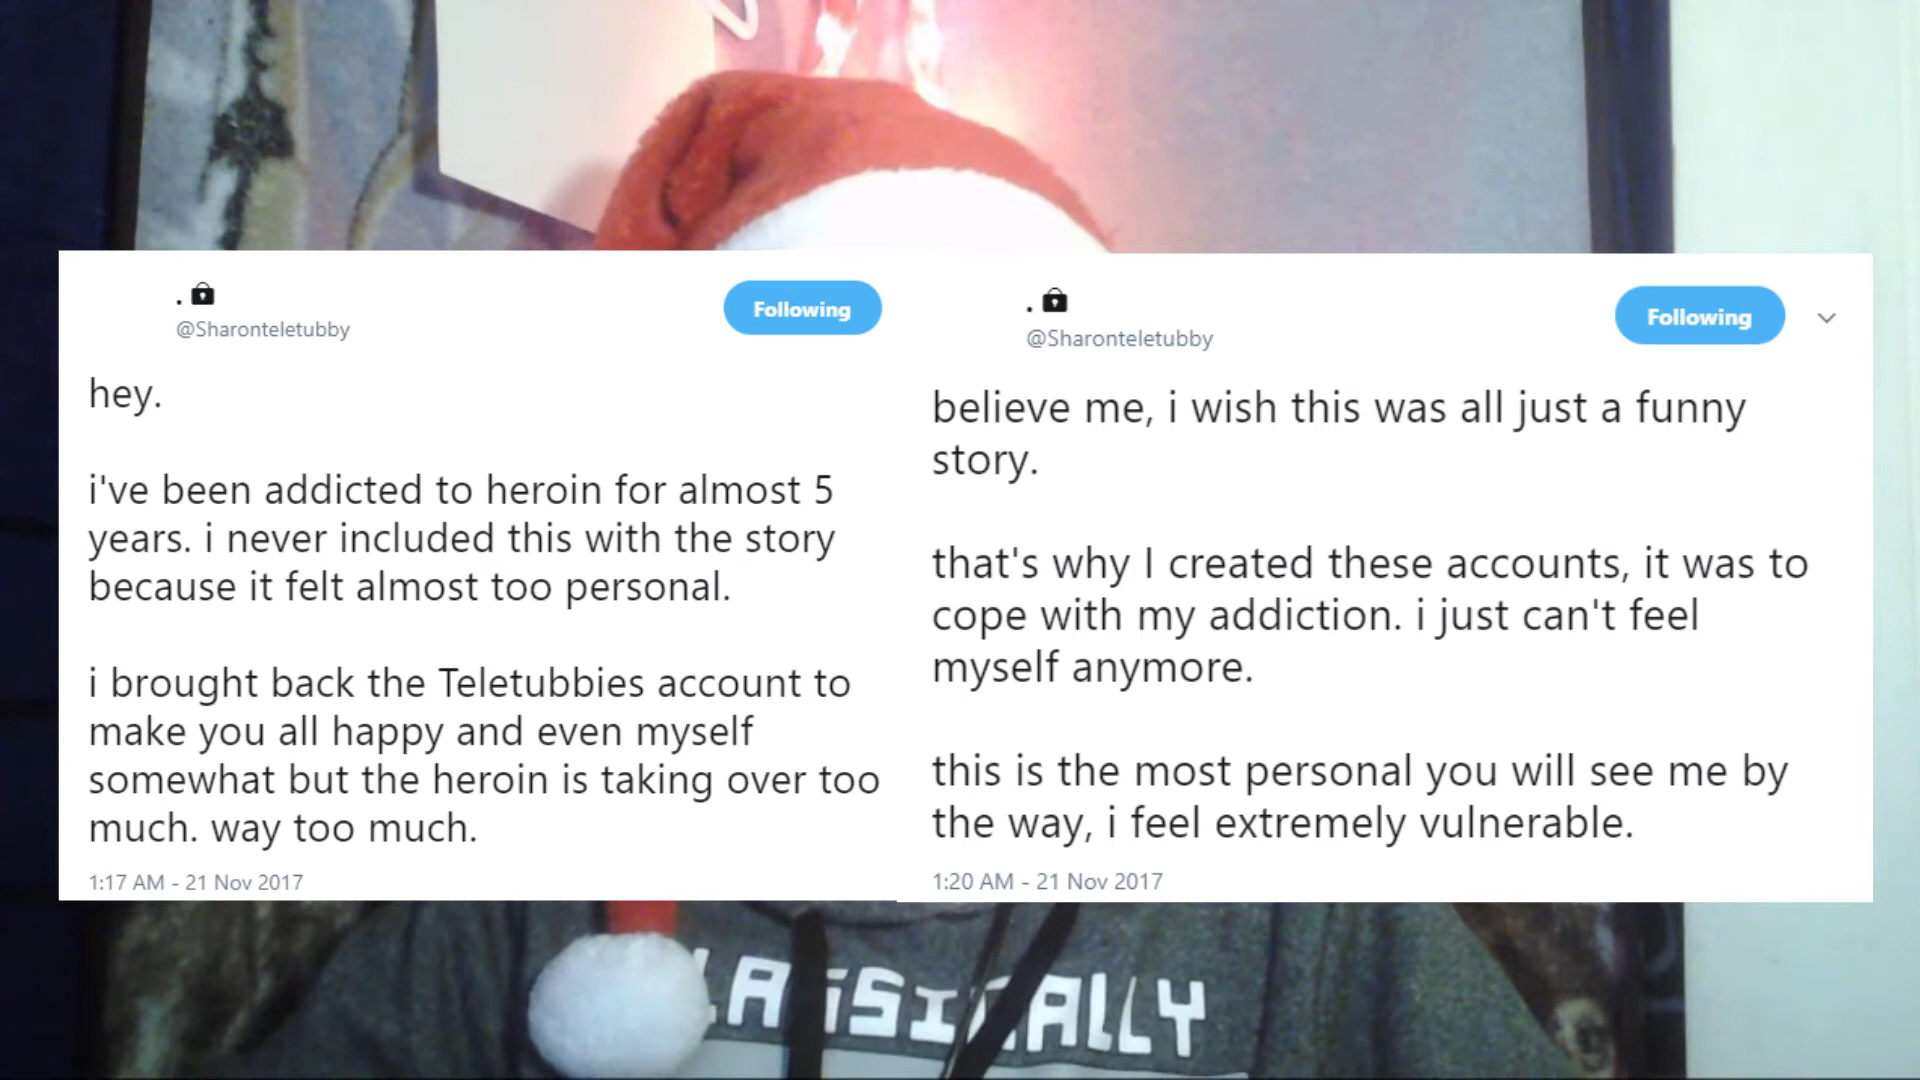 .
@Sharonteletubby
Following
hey.
i've been addicted to heroin for almost 5
years. i never included this with the story
because it felt almost too personal.
i brought back the Teletubbies account to
make you all happy and even myself
somewhat but the heroin is taking over too
much. way too much.
1:17 AM - 21 Nov 2017
.
@Sharonteletubby
Following
believe me, i wish this was all just a funny
story.
that's why I created these accounts, it was to
cope with my addiction. i just can't feel
myself anymore.
this is the most personal you will see me by
the way, i feel extremely vulnerable.
1:20 AM - 21 Nov 2017